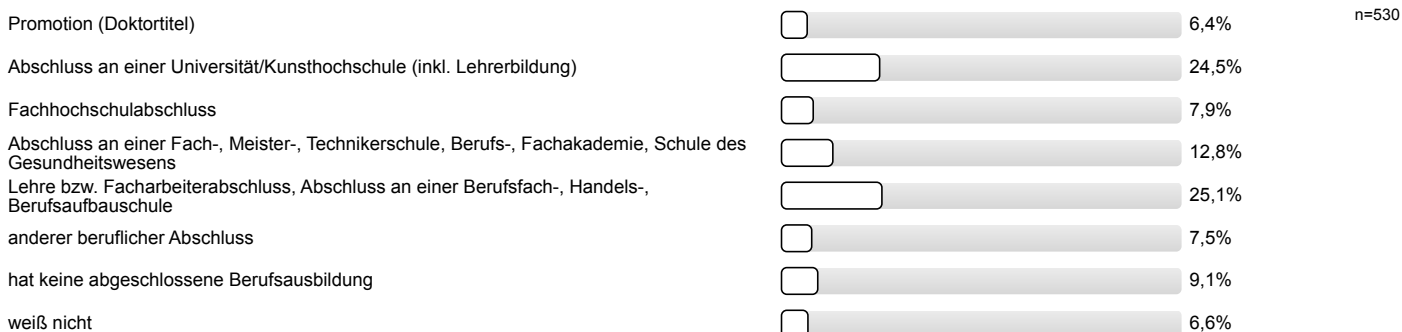 Promotion (Doktortitel) 6,4% n=530
Abschluss an einer Universität/Kunsthochschule (inkl. Lehrerbildung) 24,5%
Fachhochschulabschluss 7,9%
Abschluss an einer Fach-, Meister-, Technikerschule, Berufs-, Fachakademie, Schule des
Gesundheitswesens 12,8%
Lehre bzw. Facharbeiterabschluss, Abschluss an einer Berufsfach-, Handels-,
Berufsaufbauschule 25,1%
anderer beruflicher Abschluss 7,5%
hat keine abgeschlossene Berufsausbildung 9,1%
weiß nicht 6,6%